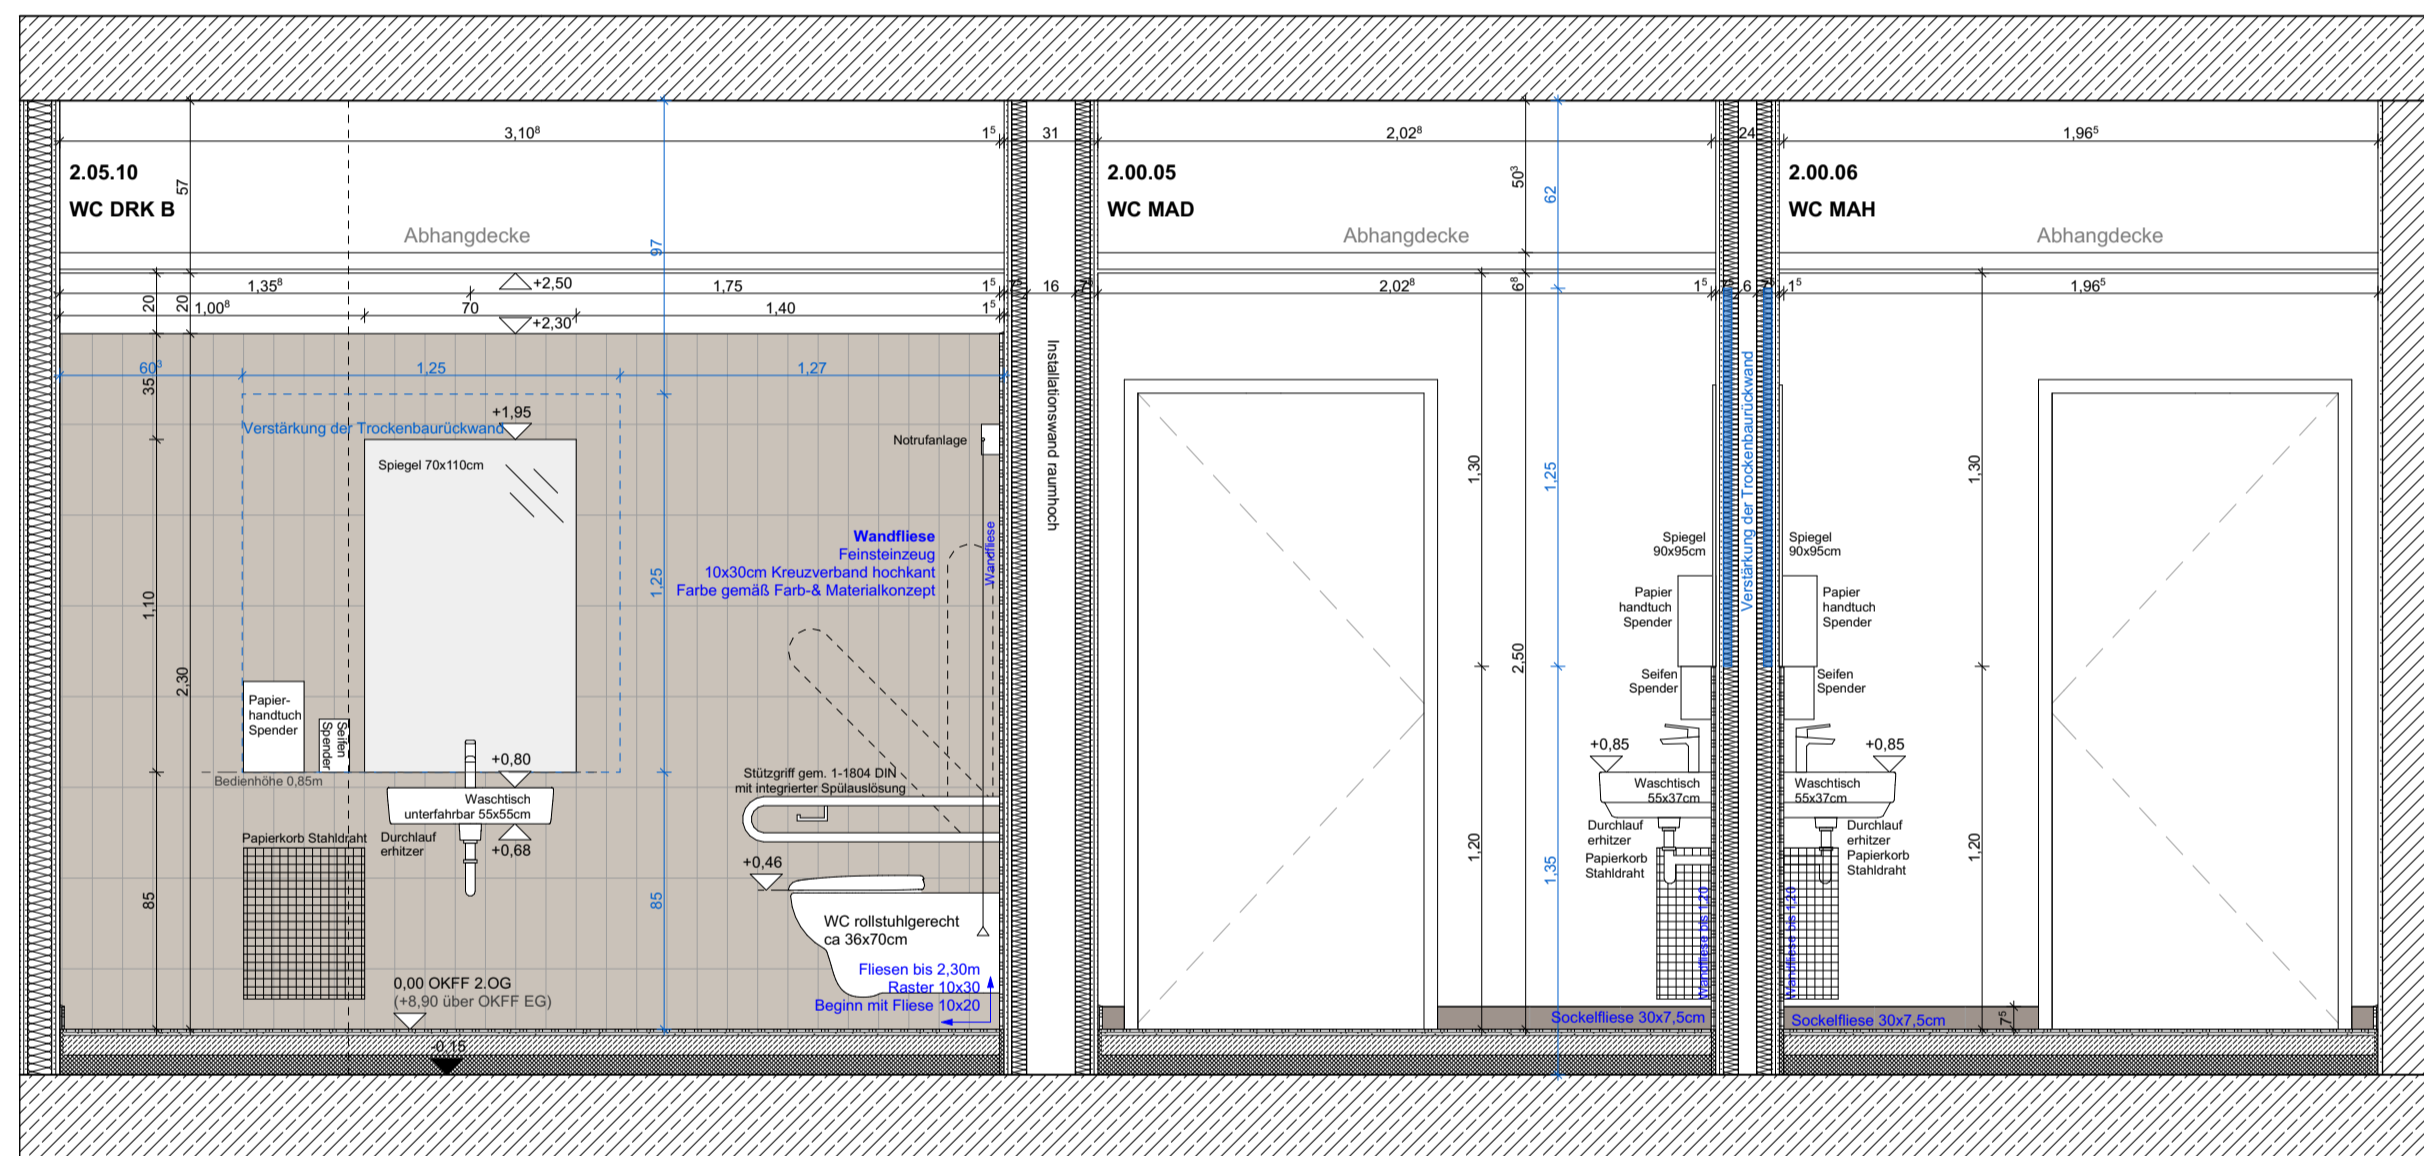 3,10⁸
1⁵
31
2,02⁸
24
1,96⁵
2.05.10
WC DRK B
57
Abhangdecke
97
2.00.05
WC MAD
50³
62
Abhangdecke
2.00.06
WC MAH
Abhangdecke
1,35⁸
+2,50
1,75
1⁵
16
2,02⁸
6⁸
1⁵
6
1⁵
1,96⁵
20
20
1,00⁸
70
+2,30
1,40
1⁵
60³
1,25
1,27
35
Verstärkung der Trockenbaurückwand
+1,95
Spiegel 70x110cm
Notrufanlage
Installationswand raumhoch
Wandfliese
Feinsteinzeug
10x30cm Kreuzverband hochkant
Farbe gemäß Farb-& Materialkonzept
Wandfliese
1,10
2,30
1,25
85
85
Papier-
handtuch
Spender
Seifen
Spender
Bedienhöhe 0,85m
+0,80
Waschtisch
unterfahrbar 55x55cm
+0,68
Papierkorb Stahldraht
Durchlauf
erhitzer
Stützgriff gem. 1-1804 DIN
mit integrierter Spülauslösung
+0,46
WC rollstuhlgerecht
ca 36x70cm
Fliesen bis 2,30m
Raster 10x30
Beginn mit Fliese 10x20
0,00 OKFF 2.OG
(+8,90 über OKFF EG)
-0,15
1,30
1,20
2,50
1,25
1,35
Spiegel
90x95cm
Papier
handtuch
Spender
Seifen
Spender
+0,85
Waschtisch
55x37cm
Durchlauf
erhitzer
Papierkorb
Stahldraht
Wandfliese bis 1,20
Sockelfliese 30x7,5cm
Verstärkung der Trockenbaurückwand
Spiegel
90x95cm
Papier
handtuch
Spender
Seifen
Spender
+0,85
Waschtisch
55x37cm
Durchlauf
erhitzer
Papierkorb
Stahldraht
Wandfliese bis 1,20
Sockelfliese 30x7,5cm
1,30
1,20
7⁵